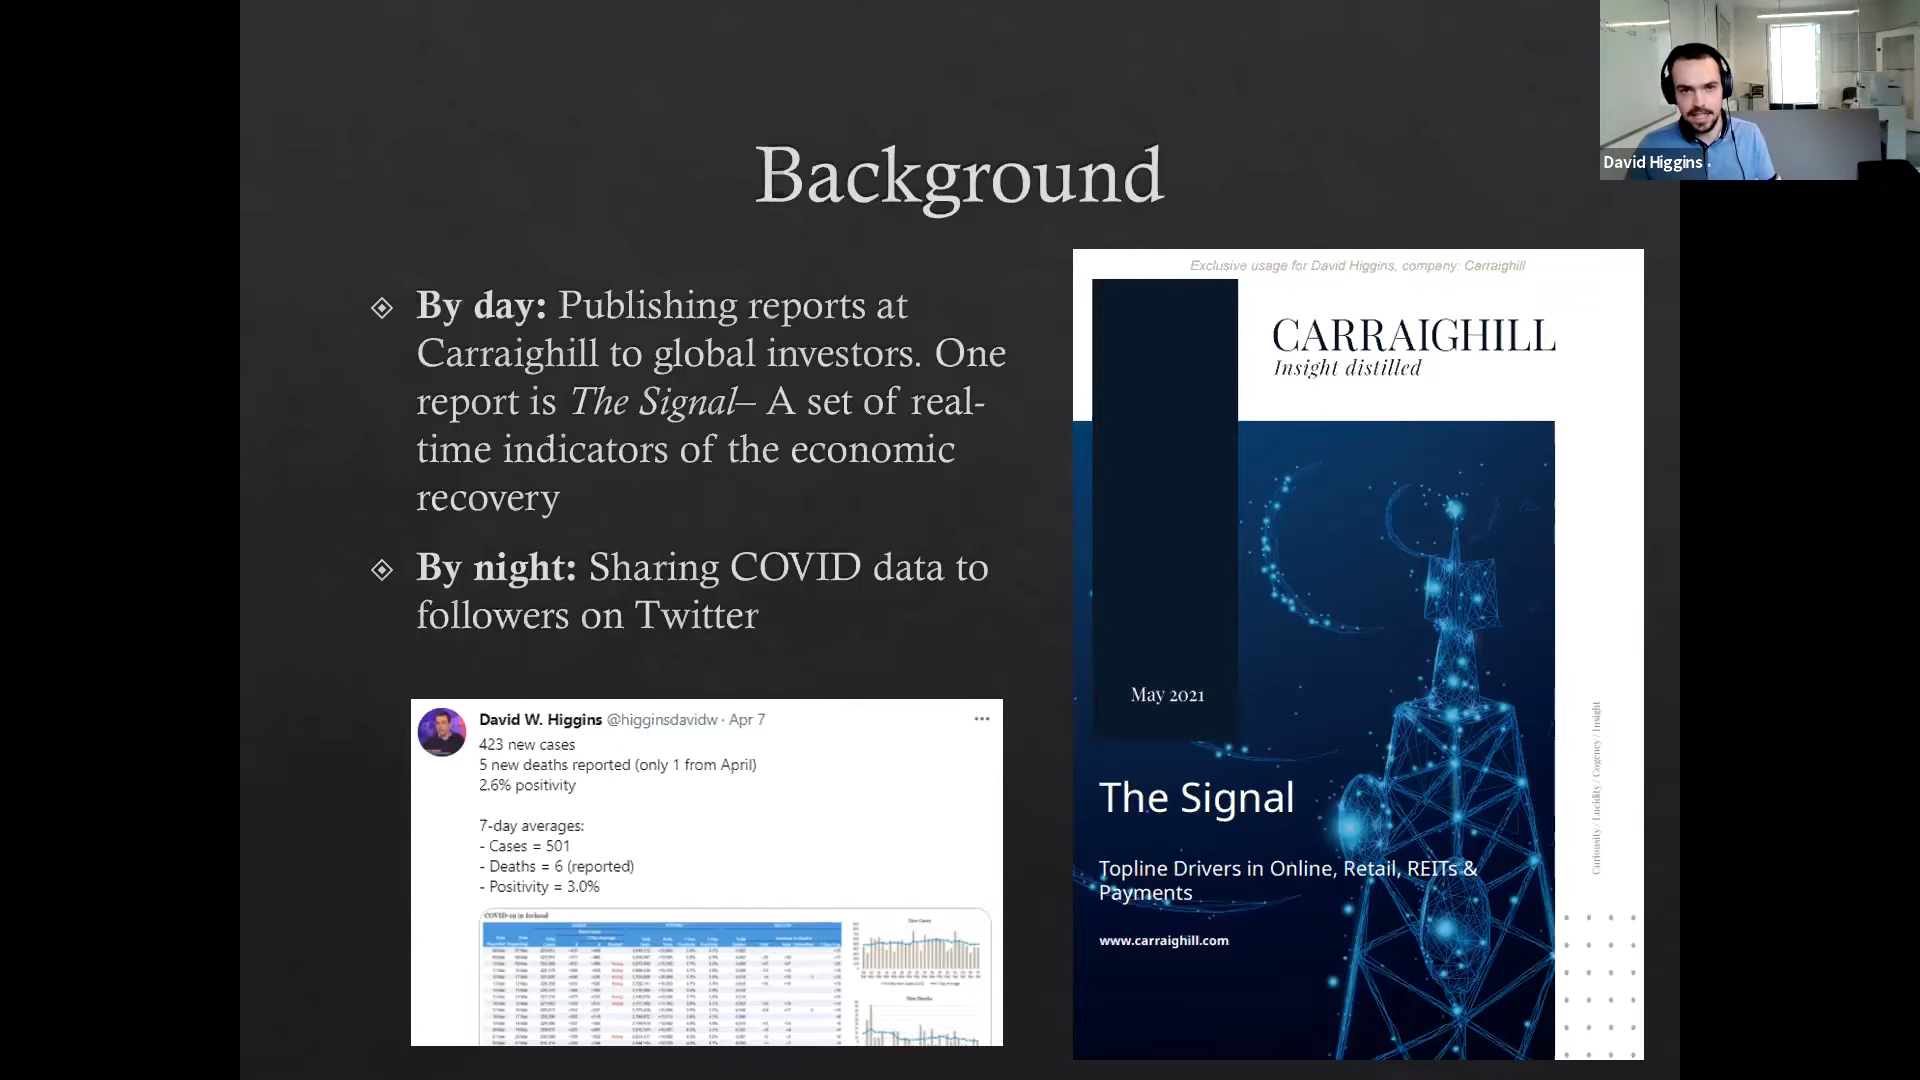 David Higgins
Background
By day: Publishing reports at
Carraighill to global investors. One
report is The Signal– A set of real-
time indicators of the economic
recovery
By night: Sharing COVID data to
followers on Twitter
David W. Higgins @higginsdavidw · Apr 7
423 new cases
5 new deaths reported (only 1 from April)
2.6% positivity
7-day averages:
- Cases = 501
- Deaths = 6 (reported)
- Positivity = 3.0%
COVID-19 in Ireland
Exclusive usage for David Higgins, company: Carraighill
CARRAIGHILL
Insight distilled
May 2021
The Signal
Topline Drivers in Online, Retail, REITs &
Payments
www.carraighill.com
Curiosity / Lucidity / Cogency / Insight